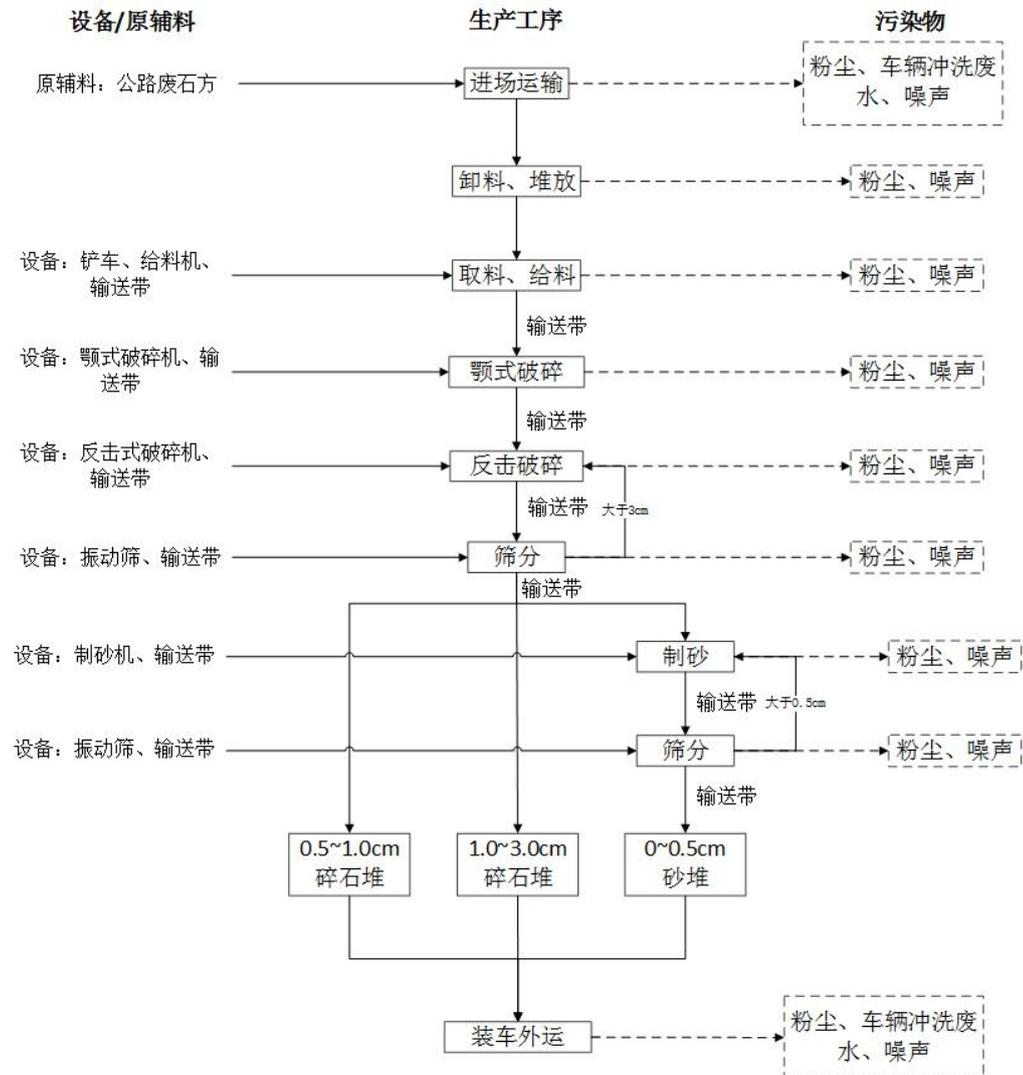 设备/原辅料
生产工序
污染物
原辅料：公路废石方
进场运输
粉尘、车辆冲洗废
水、噪声
卸料、堆放
粉尘、噪声
设备：铲车、给料机、
输送带
取料、给料
粉尘、噪声
输送带
设备：颚式破碎机、输
送带
颚式破碎
粉尘、噪声
输送带
设备：反击式破碎机、
输送带
反击破碎
粉尘、噪声
输送带
大于3cm
设备：振动筛、输送带
筛分
粉尘、噪声
输送带
设备：制砂机、输送带
制砂
粉尘、噪声
输送带
大于0.5cm
设备：振动筛、输送带
筛分
粉尘、噪声
输送带
0.5~1.0cm
碎石堆
1.0~3.0cm
碎石堆
0~0.5cm
砂堆
装车外运
粉尘、车辆冲洗废
水、噪声